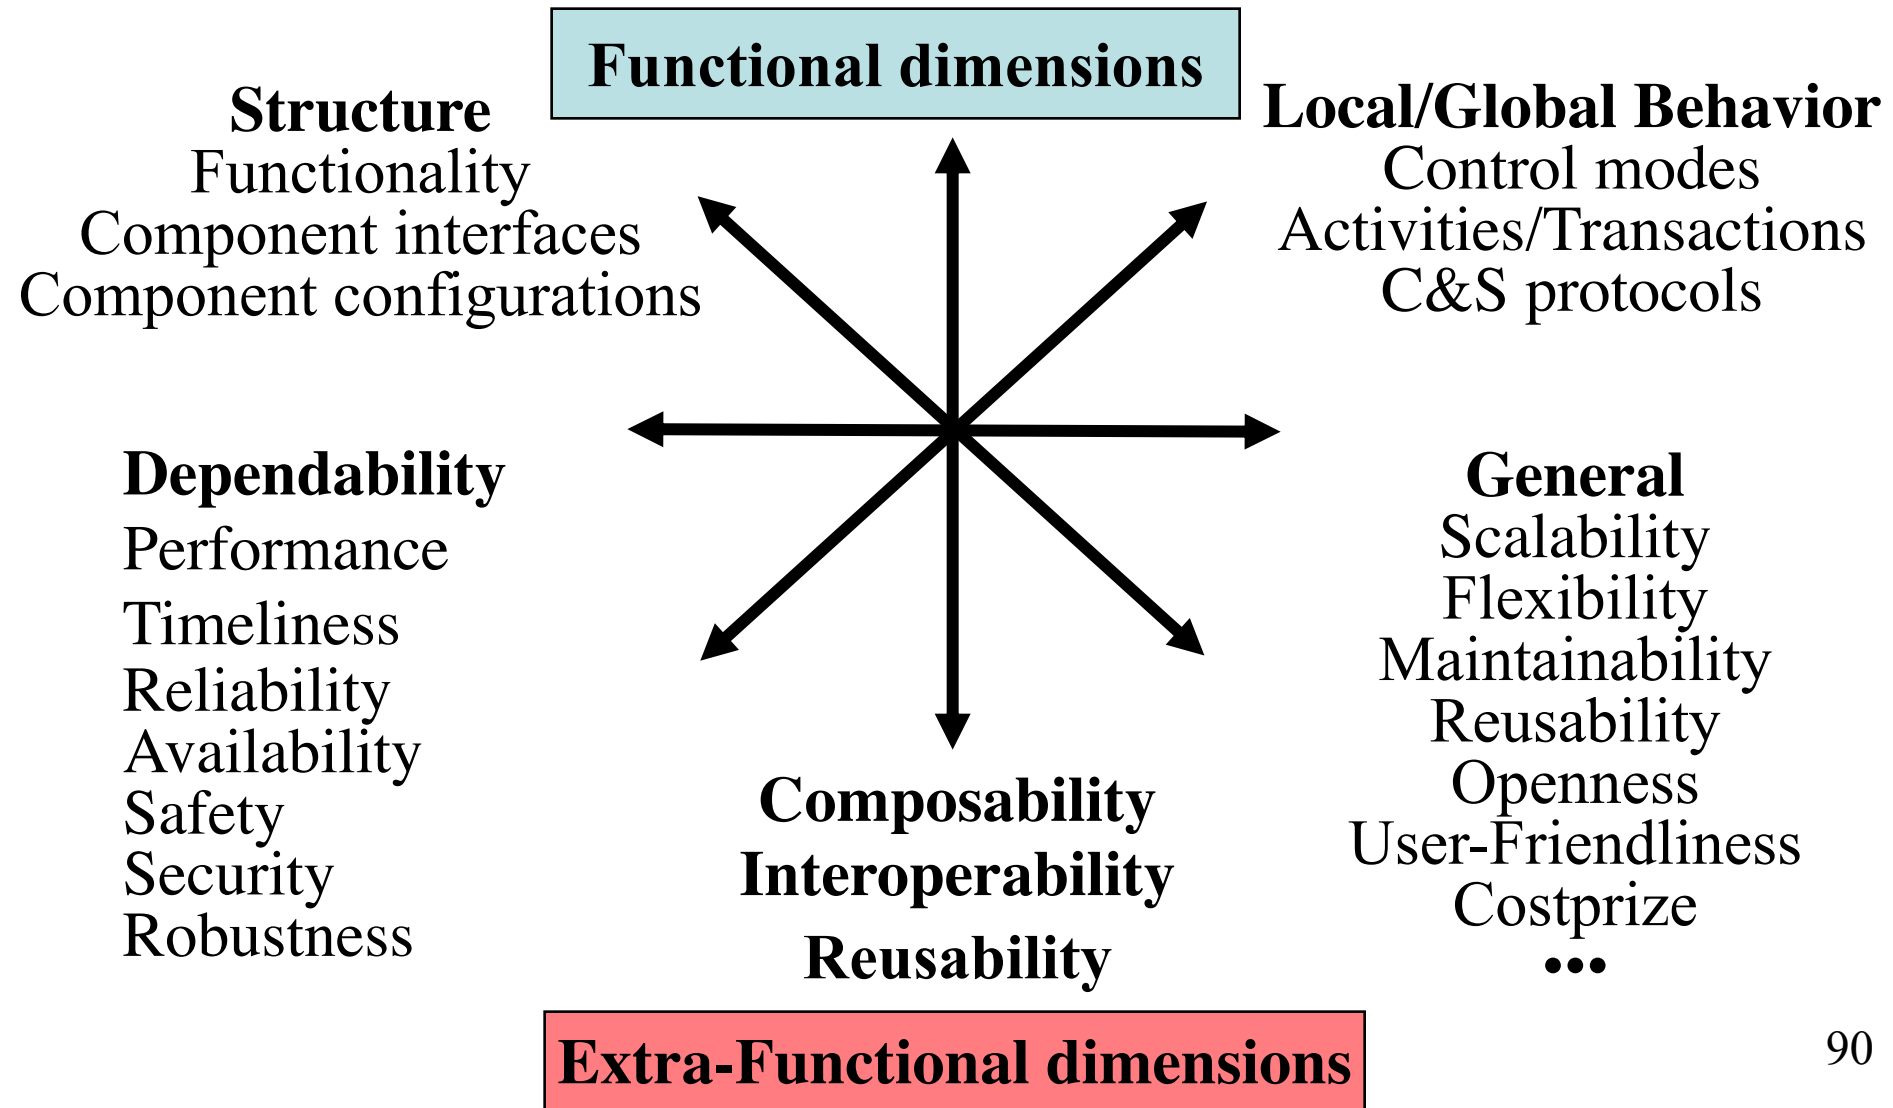 Functional dimensions
Structure
Functionality
Component interfaces
Component configurations
Local/Global Behavior
Control modes
Activities/Transactions
C&S protocols
Dependability
Performance
Timeliness
Reliability
Availability
Safety
Security
Robustness
Composability
Interoperability
Reusability
General
Scalability
Flexibility
Maintainability
Reusability
Openness
User-Friendliness
Costprize
•••
Extra-Functional dimensions
90